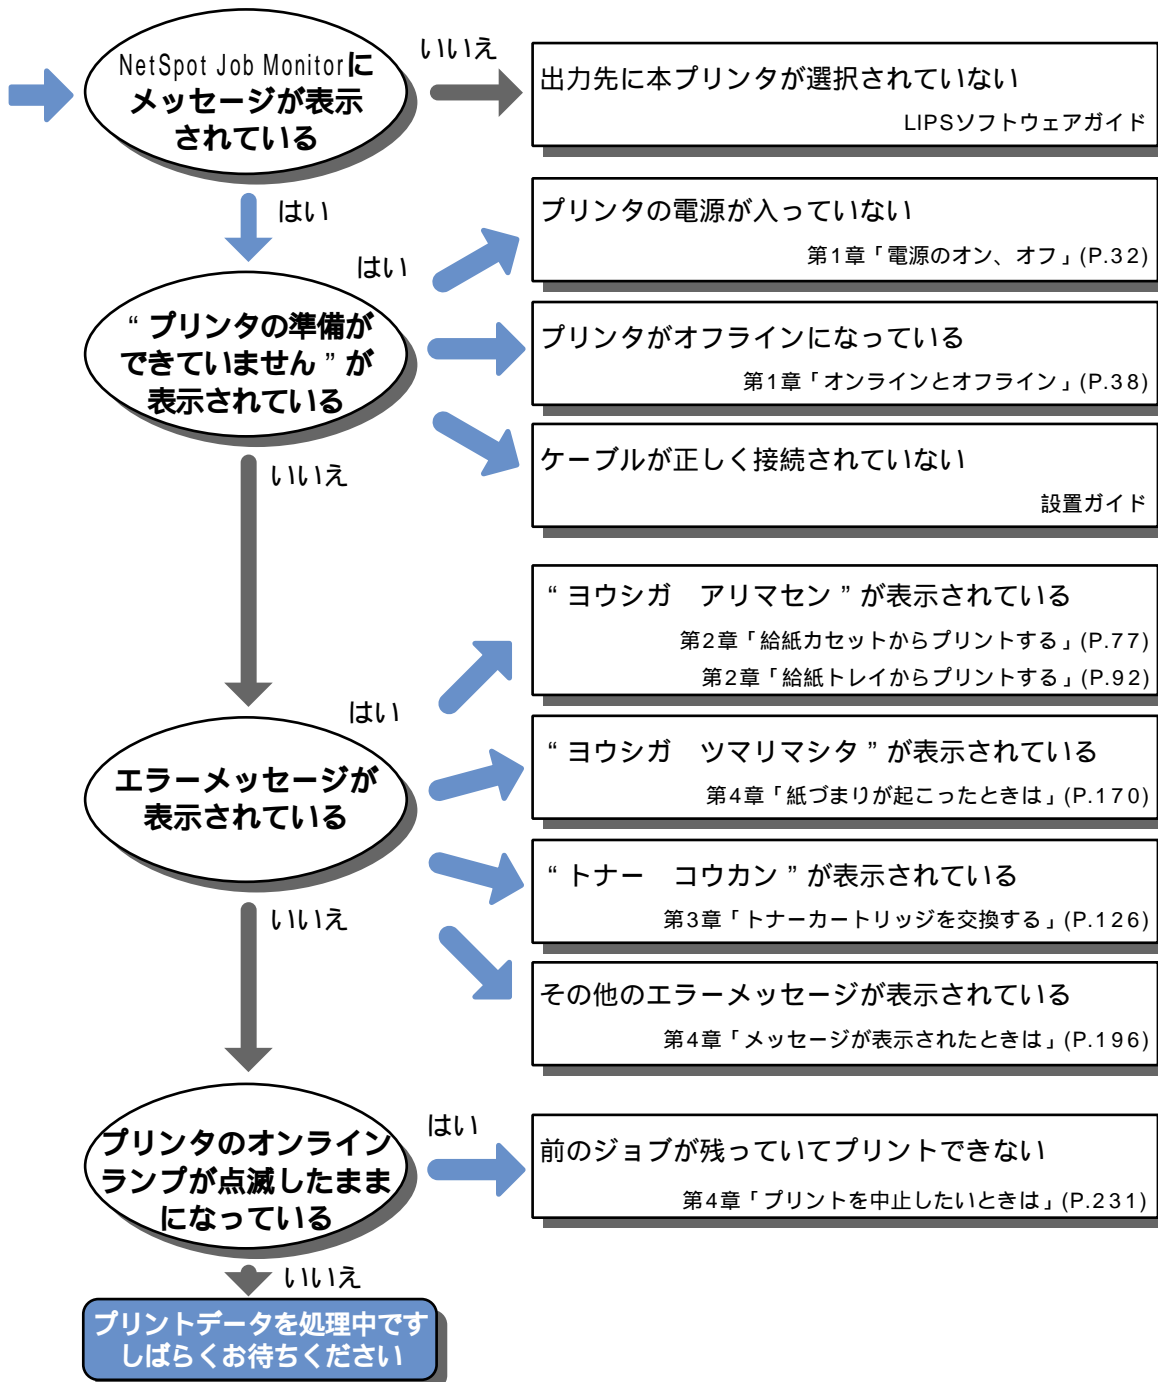 NetSpot Job Monitorに
メッセージが表示
されている
いいえ
出力先に本プリンタが選択されていない
LIPSソフトウェアガイド
はい
“ プリンタの準備が
できていません ” が
表示されている
はい
プリンタの電源が入っていない
第1章「電源のオン、オフ」(P.32)
プリンタがオフラインになっている
第1章「オンラインとオフライン」(P.38)
ケーブルが正しく接続されていない
設置ガイド
いいえ
エラーメッセージが
表示されている
はい
“ ヨウシガ　アリマセン ” が表示されている
第2章「給紙カセットからプリントする」(P.77)
第2章「給紙トレイからプリントする」(P.92)
“ ヨウシガ　ツマリマシタ ” が表示されている
第4章「紙づまりが起こったときは」(P.170)
“ トナー　コウカン ” が表示されている
第3章「トナーカートリッジを交換する」(P.126)
その他のエラーメッセージが表示されている
第4章「メッセージが表示されたときは」(P.196)
いいえ
プリンタのオンライン
ランプが点滅したまま
になっている
はい
前のジョブが残っていてプリントできない
第4章「プリントを中止したいときは」(P.231)
いいえ
プリントデータを処理中です
しばらくお待ちください